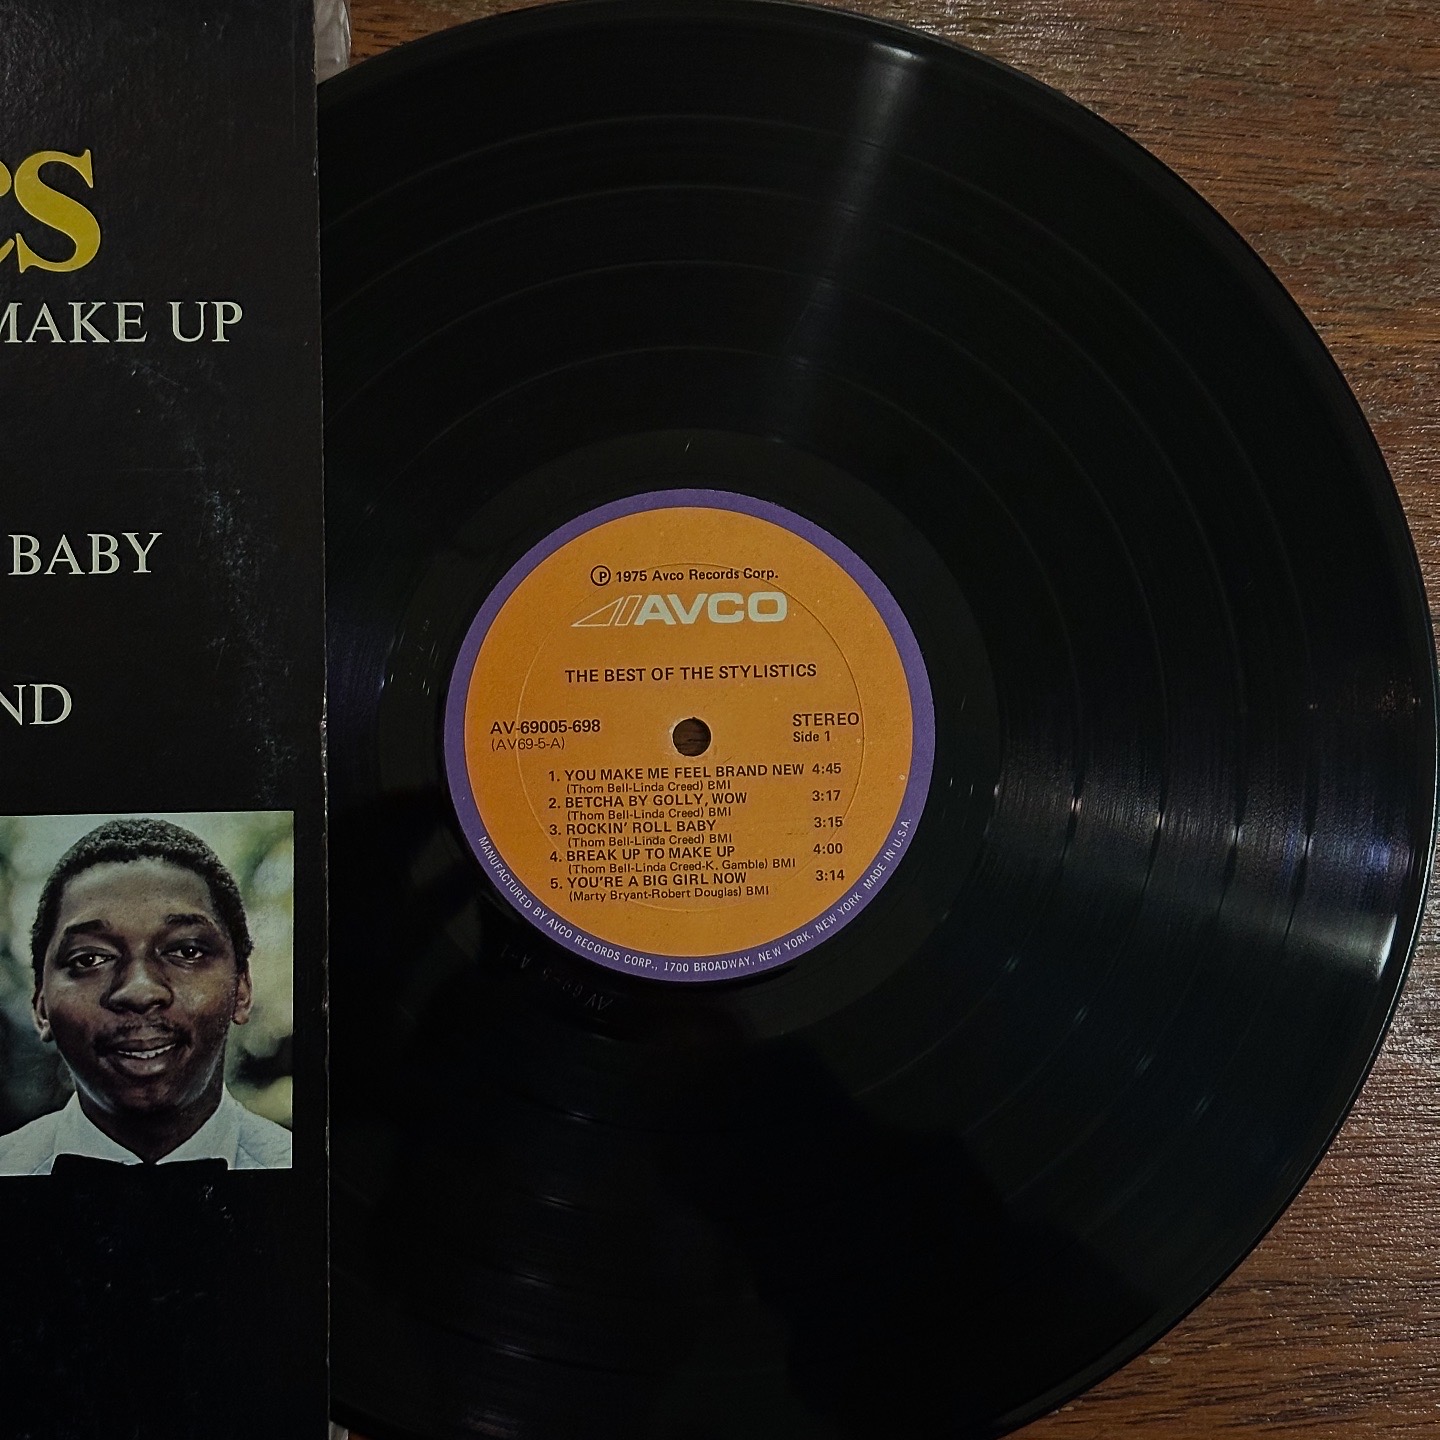 CS
MAKE UP
BABY
ND
Ⓟ 1975 Avco Records Corp.
AVCO
THE BEST OF THE STYLISTICS
AV-69005-698
(AV69-5-A)
STEREO
Side 1
1. YOU MAKE ME FEEL BRAND NEW 4:45
(Thom Bell-Linda Creed) BMI
2. BETCHA BY GOLLY, WOW 3:17
(Thom Bell-Linda Creed) BMI
3. ROCKIN' ROLL BABY 3:15
(Thom Bell-Linda Creed) BMI
4. BREAK UP TO MAKE UP 4:00
(Thom Bell-Linda Creed-K. Gamble) BMI
5. YOU'RE A BIG GIRL NOW 3:14
(Marty Bryant-Robert Douglas) BMI
MANUFACTURED BY AVCO RECORDS CORP., 1700 BROADWAY, NEW YORK, NEW YORK MADE IN U.S.A.